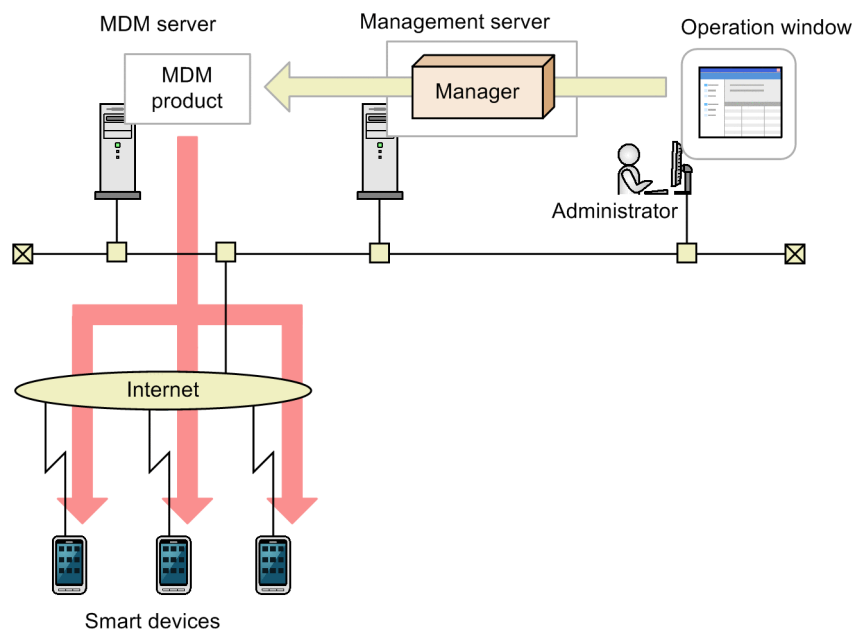 MDM server
Management server
Operation window
MDM
product
Manager
Administrator
Internet
Smart devices